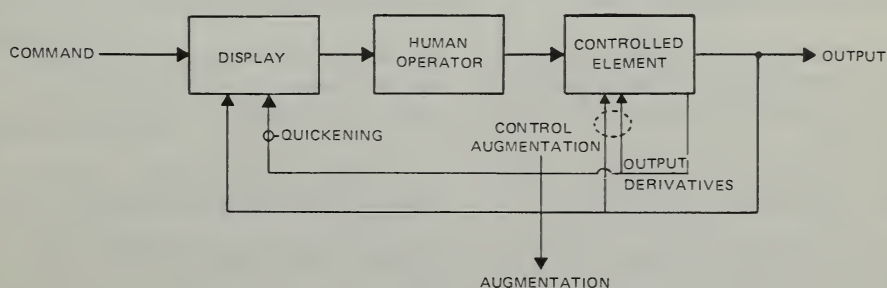 COMMAND
DISPLAY
HUMAN
OPERATOR
CONTROLLED
ELEMENT
OUTPUT
QUICKENING
CONTROL
AUGMENTATION
OUTPUT
DERIVATIVES
AUGMENTATION